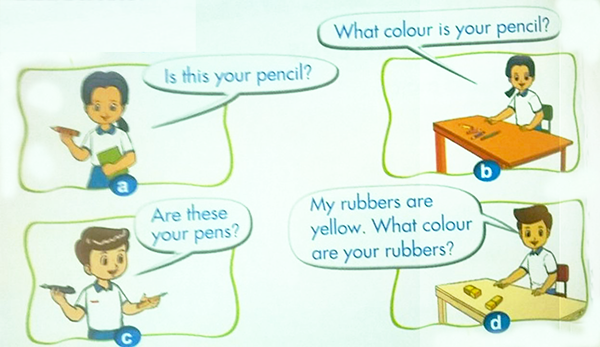 What colour is your pencil?
Is this your pencil?
a
b
Are these
your pens?
My rubbers are
yellow. What colour
are your rubbers?
c
d